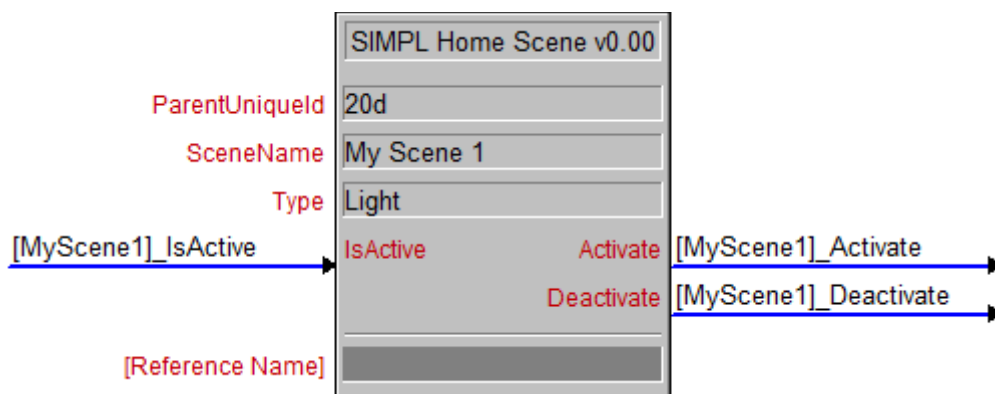 SIMPL Home Scene v0.00
ParentUniqueId 20d
SceneName My Scene 1
Type Light
[MyScene1]_IsActive IsActive Activate [MyScene1]_Activate
Deactivate [MyScene1]_Deactivate
[Reference Name]